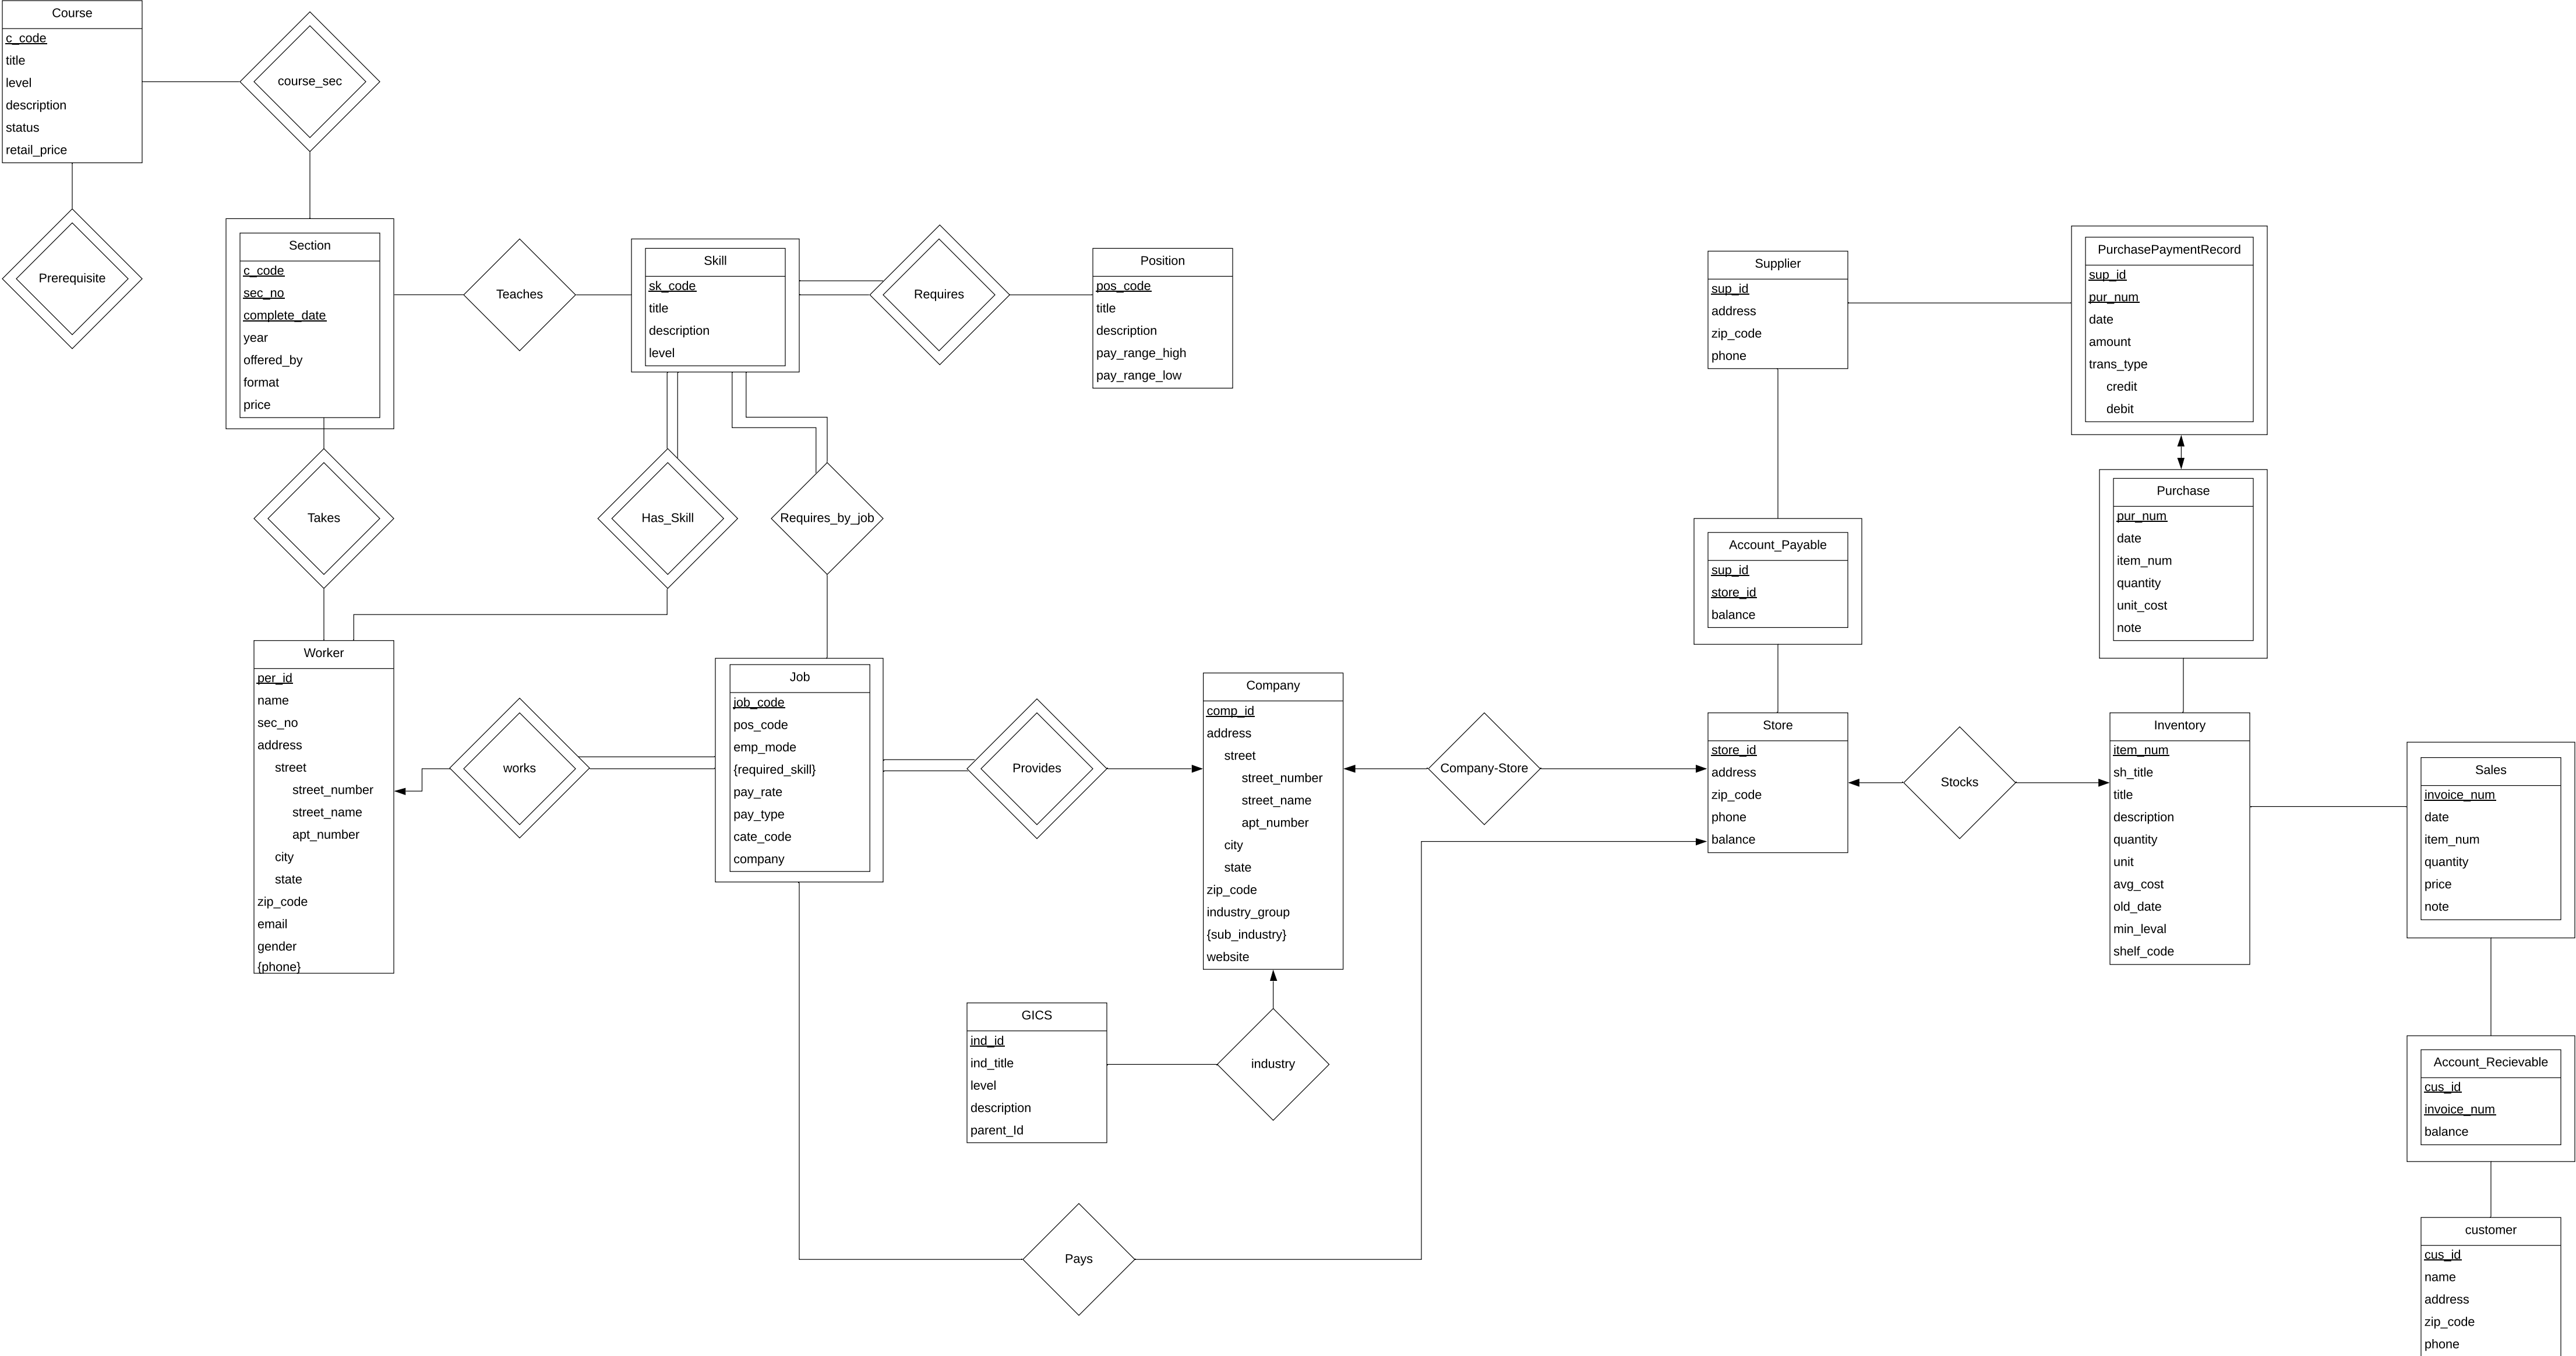 Course
c_code
title
level
description
status
retail_price
course_sec
Prerequisite
Section
c_code
sec_no
complete_date
year
offered_by
format
price
Teaches
Skill
sk_code
title
description
level
Requires
Position
pos_code
title
description
pay_range_high
pay_range_low
Takes
Has_Skill
Requires_by_job
Worker
per_id
name
sec_no
address
street
street_number
street_name
apt_number
city
state
zip_code
email
gender
{phone}
works
Job
job_code
pos_code
emp_mode
{required_skill}
pay_rate
pay_type
cate_code
company
Provides
Company
comp_id
address
street
street_number
street_name
apt_number
city
state
zip_code
industry_group
{sub_industry}
website
GICS
ind_id
ind_title
level
description
parent_Id
industry
Pays
Company-Store
Supplier
sup_id
address
zip_code
phone
Account_Payable
sup_id
store_id
balance
Store
store_id
address
zip_code
phone
balance
Stocks
PurchasePaymentRecord
sup_id
pur_num
date
amount
trans_type
credit
debit
Purchase
pur_num
date
item_num
quantity
unit_cost
note
Inventory
item_num
sh_title
title
description
quantity
unit
avg_cost
old_date
min_leval
shelf_code
Sales
invoice_num
date
item_num
quantity
price
note
Account_Recievable
cus_id
invoice_num
balance
customer
cus_id
name
address
zip_code
phone